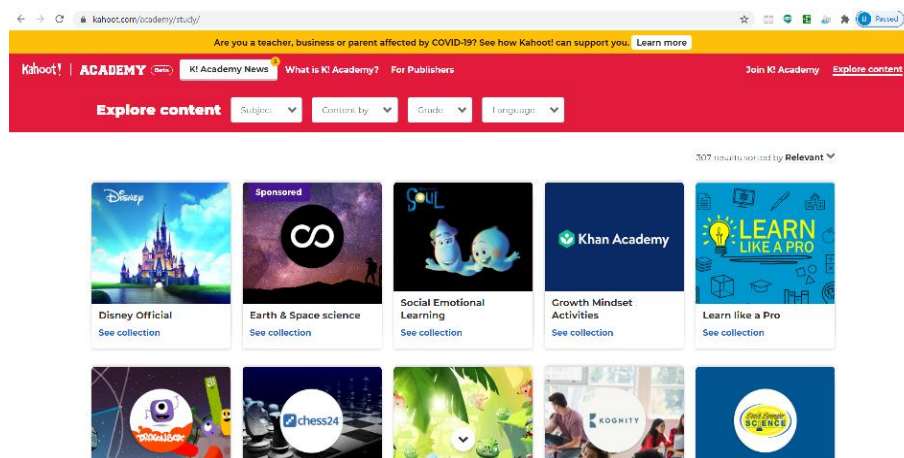 kahoot.com/academy/study/
Paused
Are you a teacher, business or parent affected by COVID-19? See how Kahoot! can support you. Learn more
Kahoot! | ACADEMY (Beta) K! Academy News What is K! Academy? For Publishers Join K! Academy Explore content
Explore content Subject Content by Grade Language
307 results sorted by Relevant
Disney
Sponsored
SOUL
Khan Academy
LEARN
LIKE A PRO
Disney Official
See collection
Earth & Space science
See collection
Social Emotional
Learning
See collection
Growth Mindset
Activities
See collection
Learn like a Pro
See collection
DRAGONBOX
chess24
KOGNITY
SCIENCE